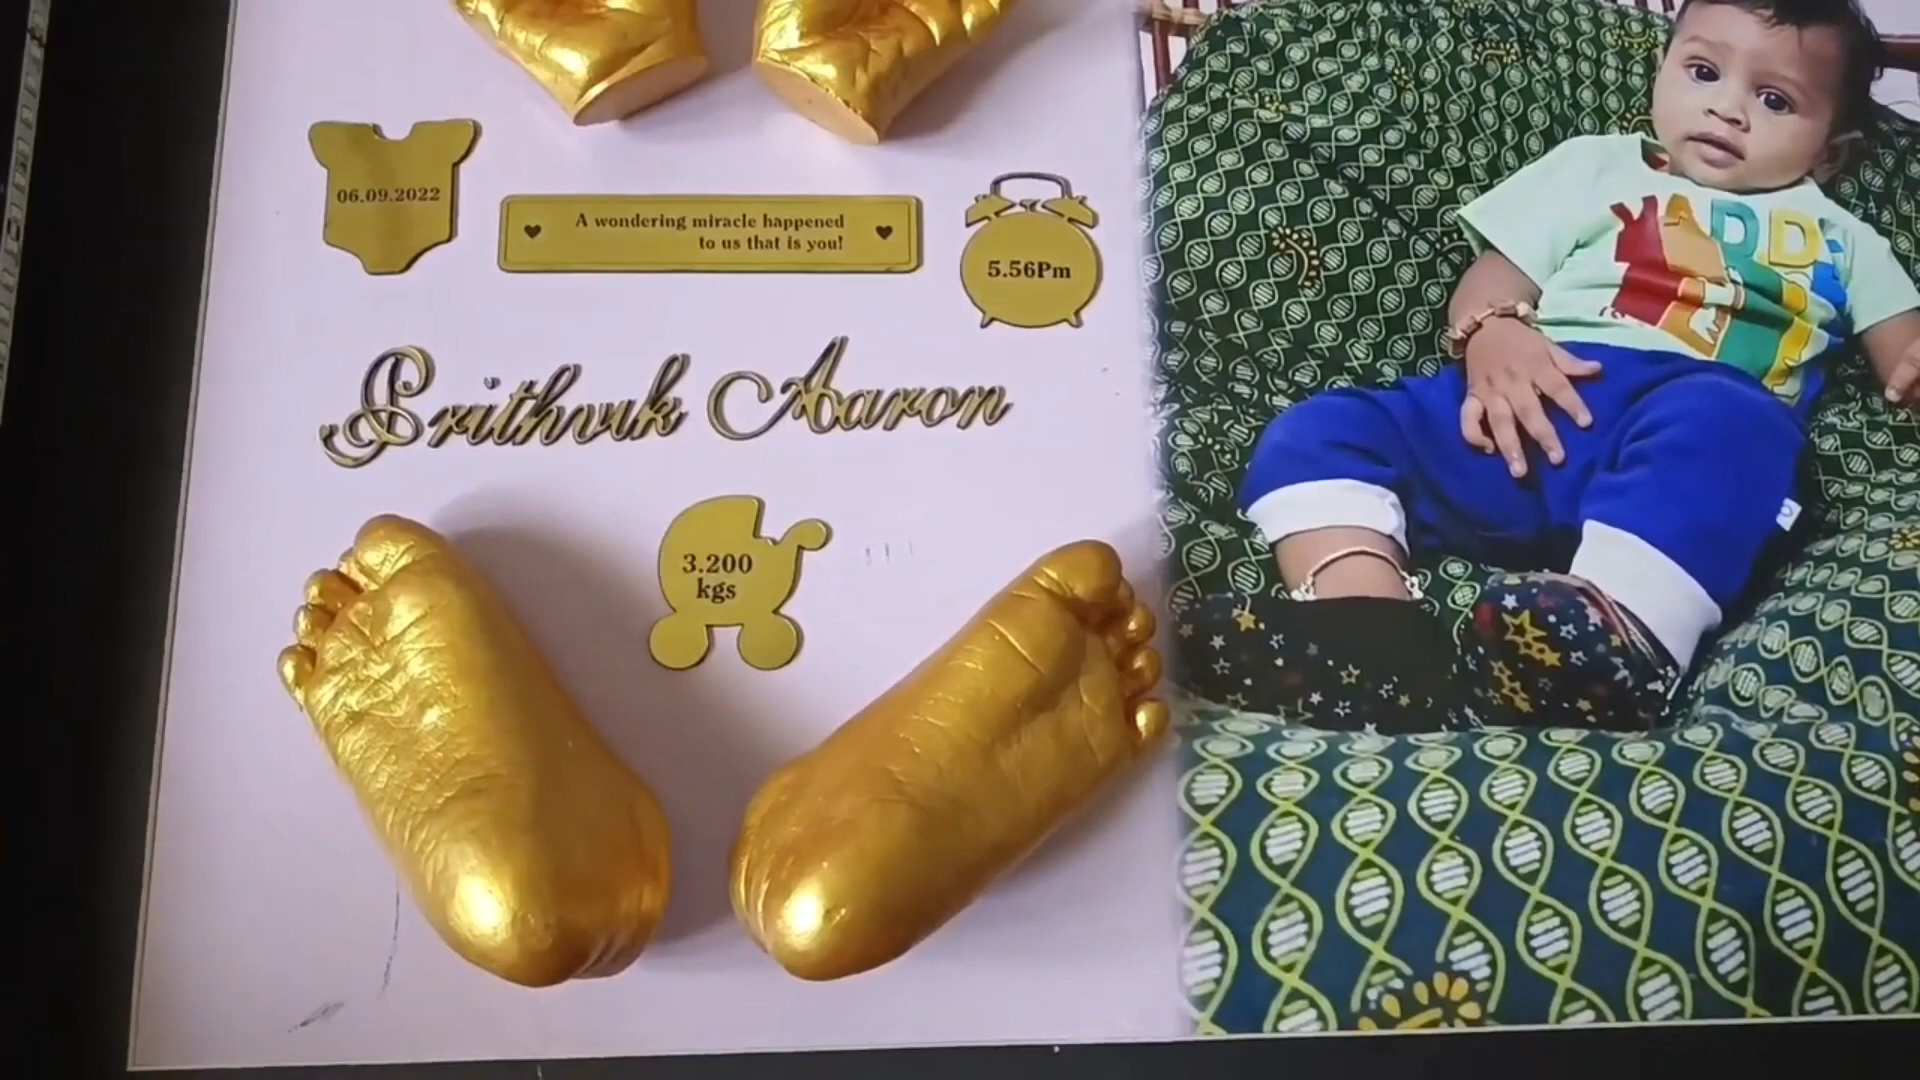 06.09.2022
A wondering miracle happened
to us that is you!
5.56Pm
Prithvik Aaron
3.200
kgs